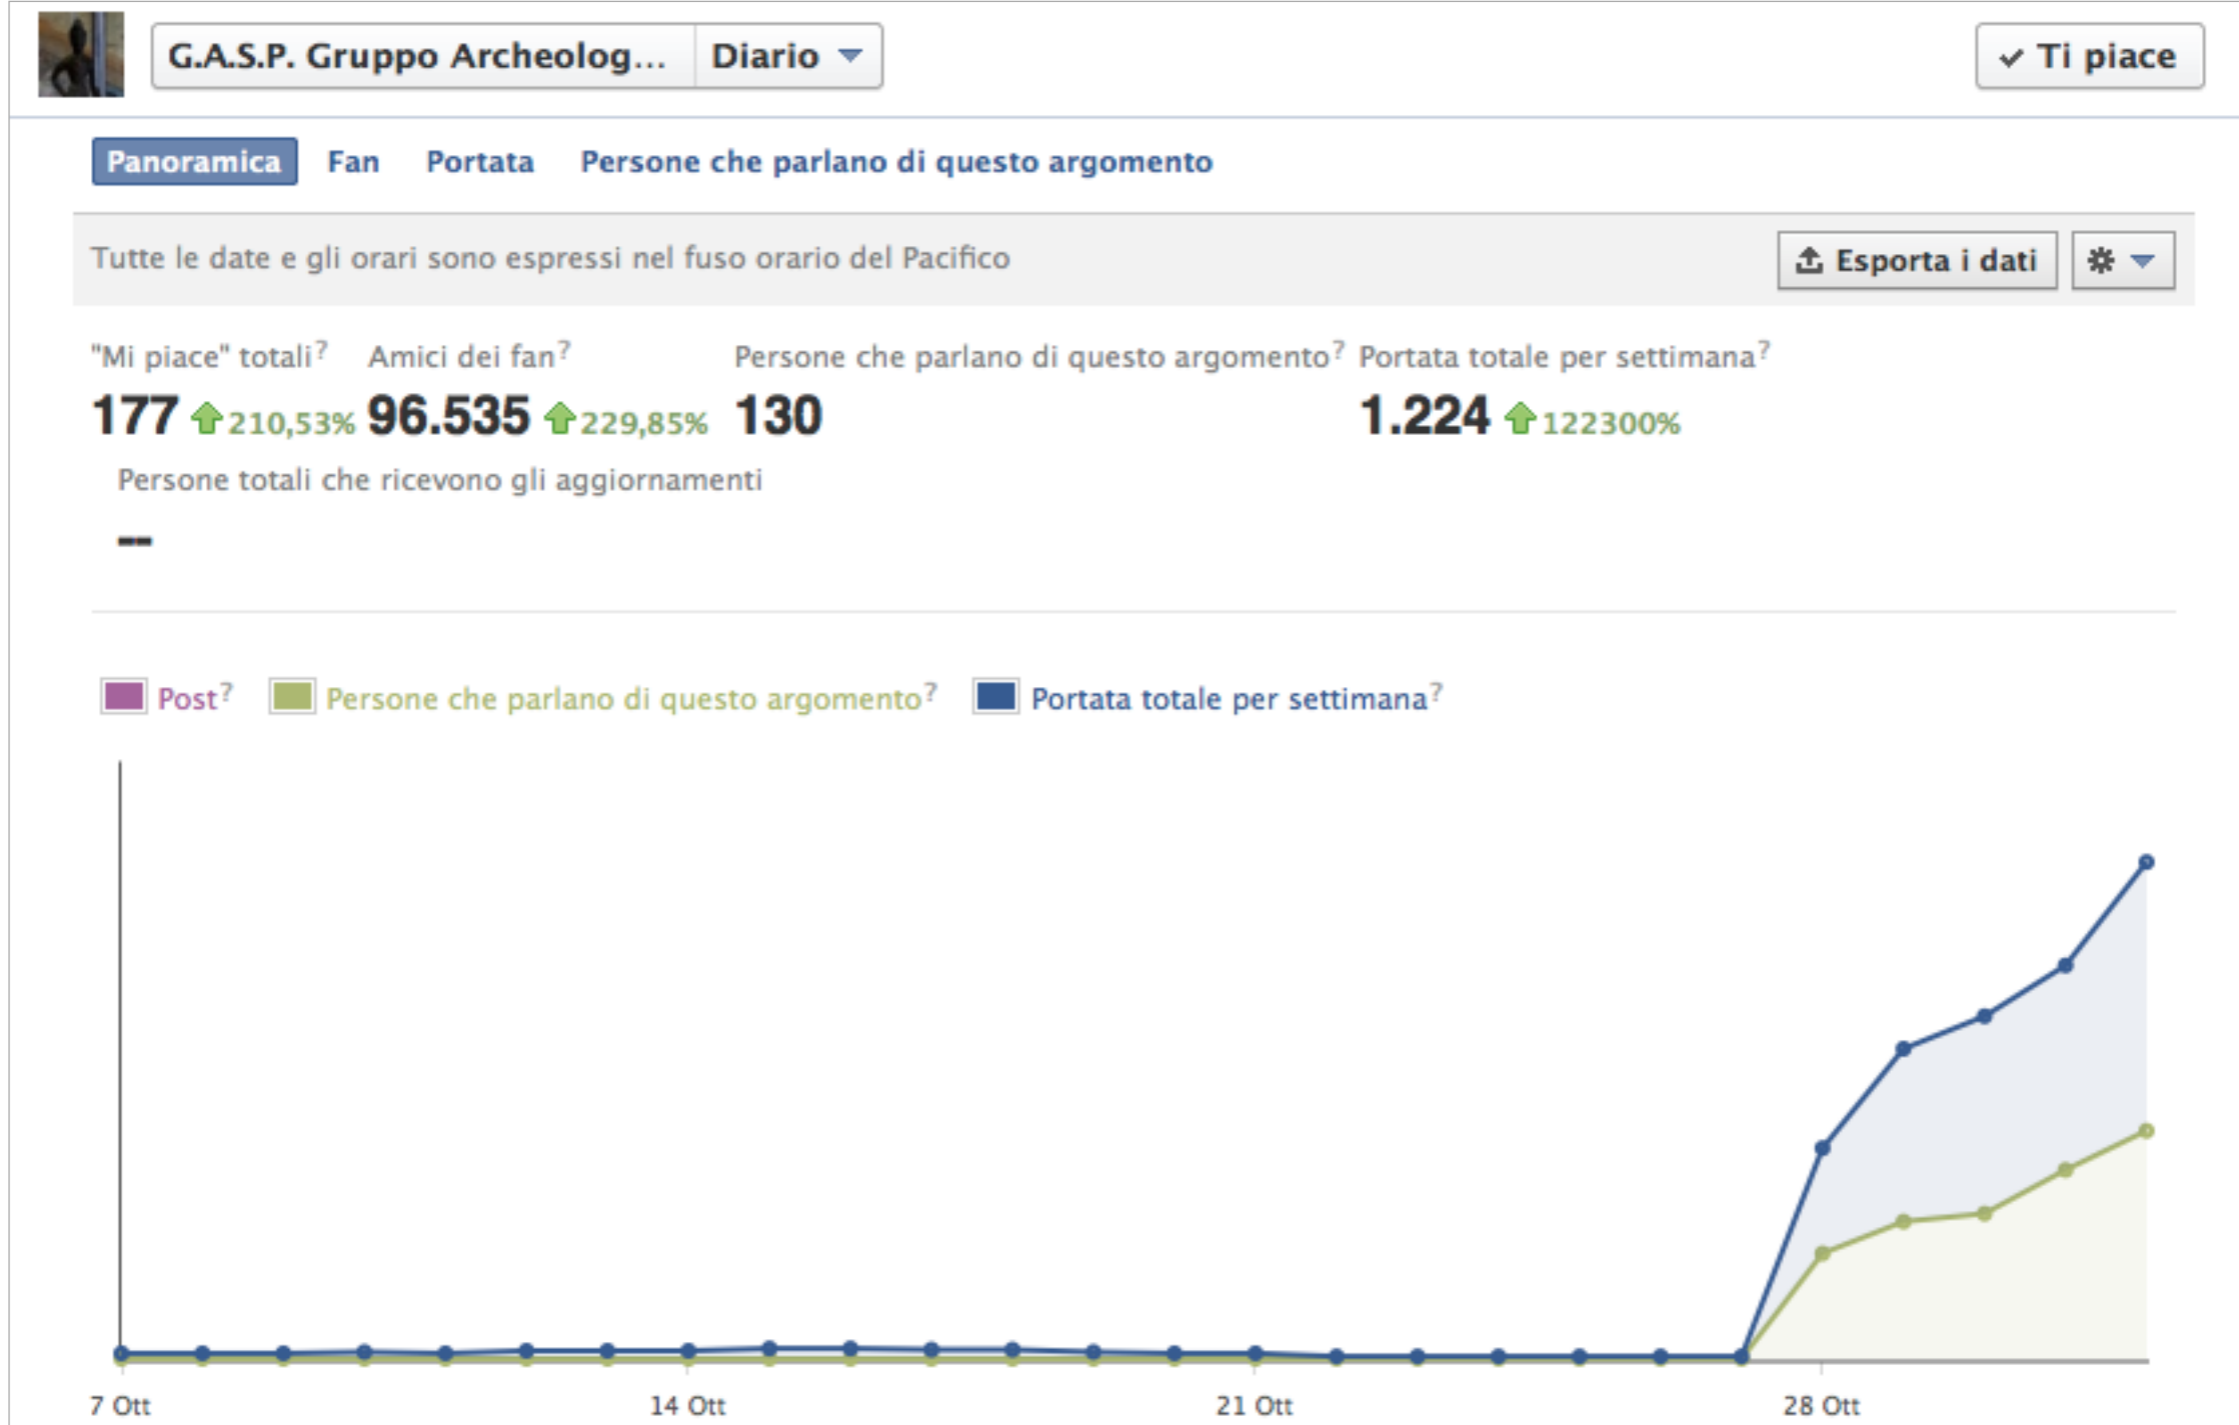 G.A.S.P. Gruppo Archeolog... Diario Ti piace
Panoramica Fan Portata Persone che parlano di questo argomento
Tutte le date e gli orari sono espressi nel fuso orario del Pacifico Esporta i dati
"Mi piace" totali? Amici dei fan? Persone che parlano di questo argomento? Portata totale per settimana?
177 210,53% 96.535 229,85% 130 1.224 122300%
Persone totali che ricevono gli aggiornamenti
--
Post? Persone che parlano di questo argomento? Portata totale per settimana?
7 Ott 14 Ott 21 Ott 28 Ott